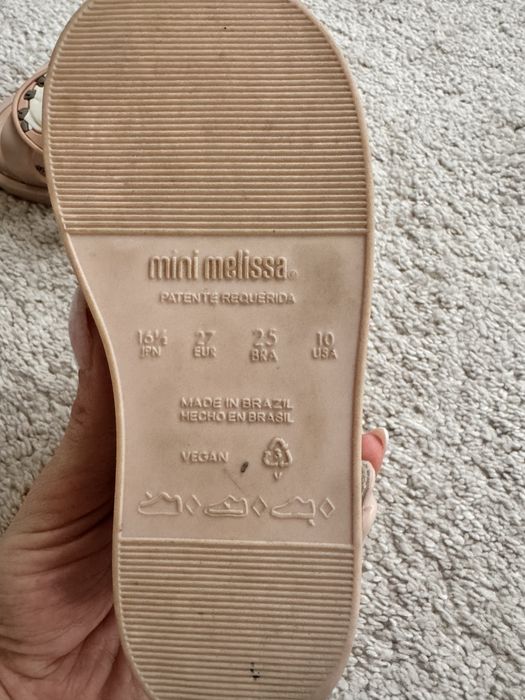 mini melissa®
PATENTE REQUERIDA
16½ 27 25 10
JPN EUR BRA USA
MADE IN BRAZIL
HECHO EN BRASIL
VEGAN 3
V